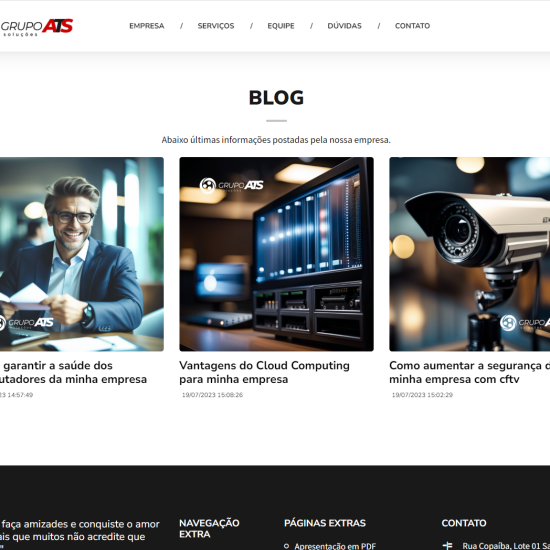 GRUPO ATS
soluções
EMPRESA / SERVIÇOS / EQUIPE / DÚVIDAS / CONTATO
BLOG
Abaixo últimas informações postadas pela nossa empresa.
GRUPO ATS
GRUPO ATS
GRUPO ATS
garantir a saúde dos
utadores da minha empresa
23 14:57:49
Vantagens do Cloud Computing
para minha empresa
19/07/2023 15:08:26
Como aumentar a segurança d
minha empresa com cftv
19/07/2023 15:02:29
faça amizades e conquiste o amor
ais que muitos não acredite que
NAVEGAÇÃO
EXTRA
PÁGINAS EXTRAS
Apresentação em PDF
CONTATO
Rua Copaíba, Lote 01 Sa